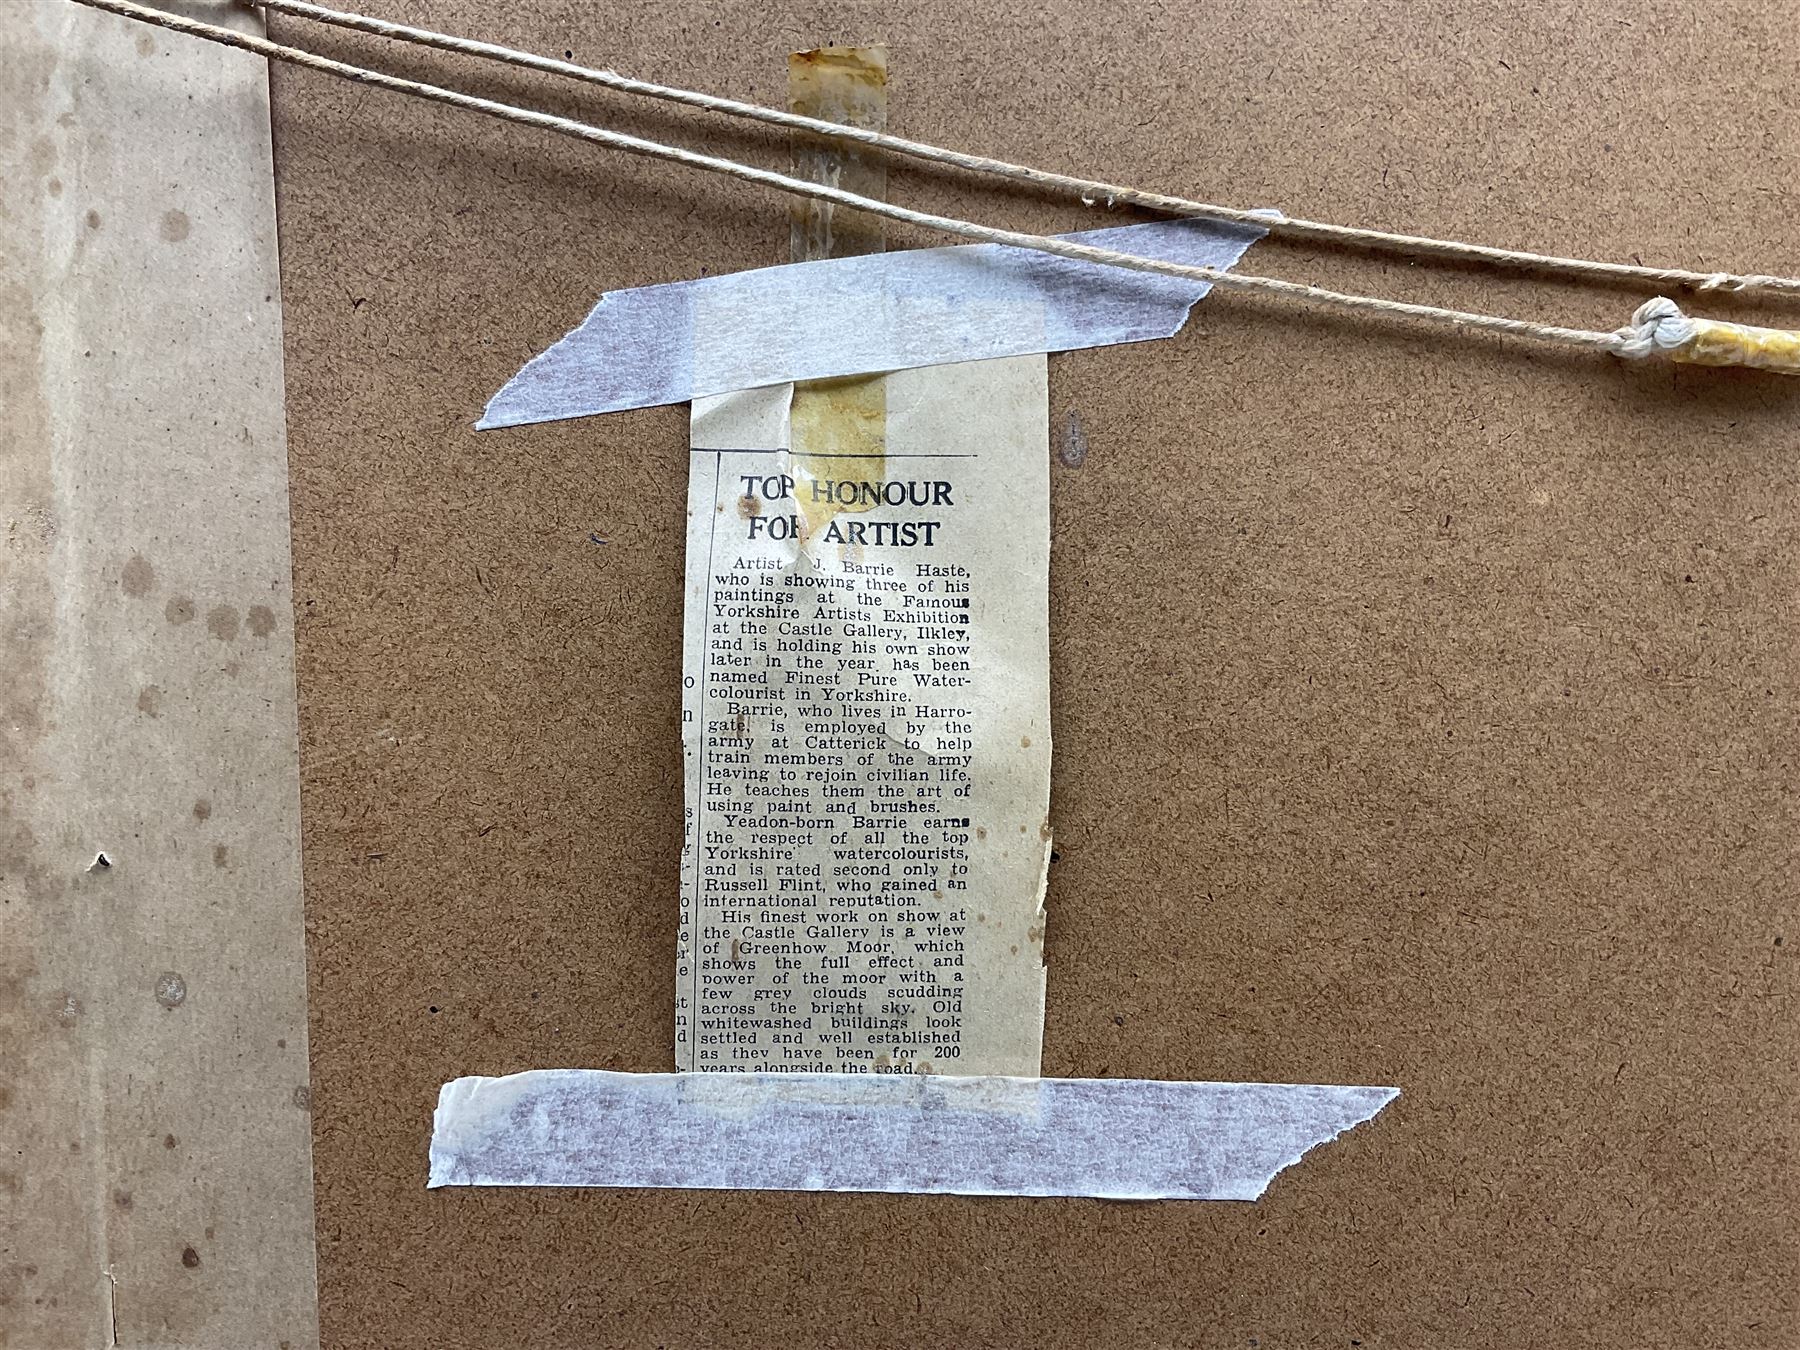 TOP HONOUR
FOR ARTIST
Artist J. Barrie Haste,
who is showing three of his
paintings at the Famous
Yorkshire Artists Exhibition
at the Castle Gallery, Ilkley,
and is holding his own show
later in the year has been
named Finest Pure Water-
colourist in Yorkshire.
Barrie, who lives in Harro-
gate, is employed by the
army at Catterick to help
train members of the army
leaving to rejoin civilian life.
He teaches them the art of
using paint and brushes.
Yeadon-born Barrie earns
the respect of all the top
Yorkshire watercolourists,
and is rated second only to
Russell Flint, who gained an
international reputation.
His finest work on show at
the Castle Gallery is a view
of Greenhow Moor, which
shows the full effect and
power of the moor with a
few grey clouds scudding
across the bright sky. Old
whitewashed buildings look
settled and well established
as they have been for 200
years alongside the road.